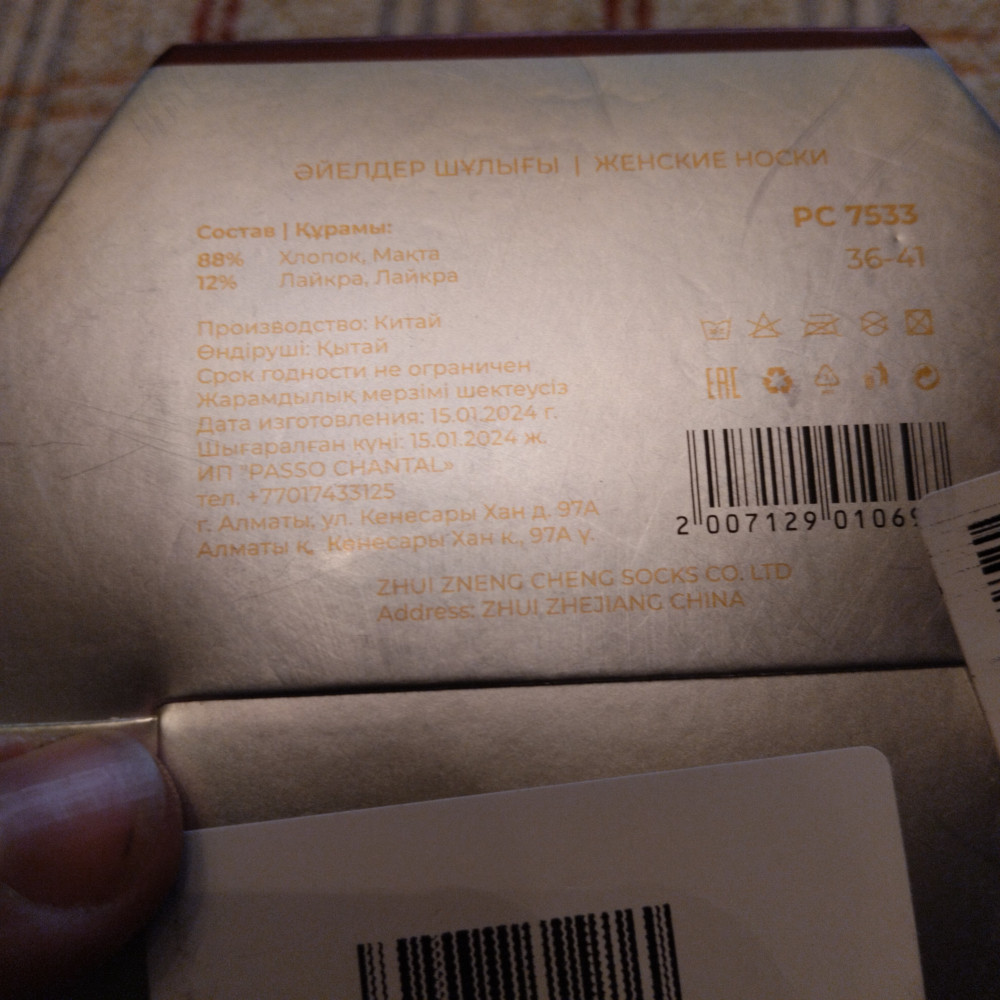 ӘЙЕЛДЕР ШҰЛЫҒЫ | ЖЕНСКИЕ НОСКИ
PC 7533
36-41
Состав | Құрамы:
88% Хлопок, Мақта
12% Лайкра, Лайкра
Производство: Китай
Өндіруші: Қытай
Срок годности не ограничен
Жарамдылық мерзімі шектеусіз
Дата изготовления: 15.01.2024 г.
Шығаралған күні: 15.01.2024 ж.
ИП "PASSO CHANTAL»
тел. +77017433125
г. Алматы, ул. Кенесары Хан д. 97А
Алматы қ., Кенесары Хан к., 97А ү.
EAC
2 007129 01069
ZHUI ZNENG CHENG SOCKS CO. LTD
Address: ZHUI ZHEJIANG CHINA